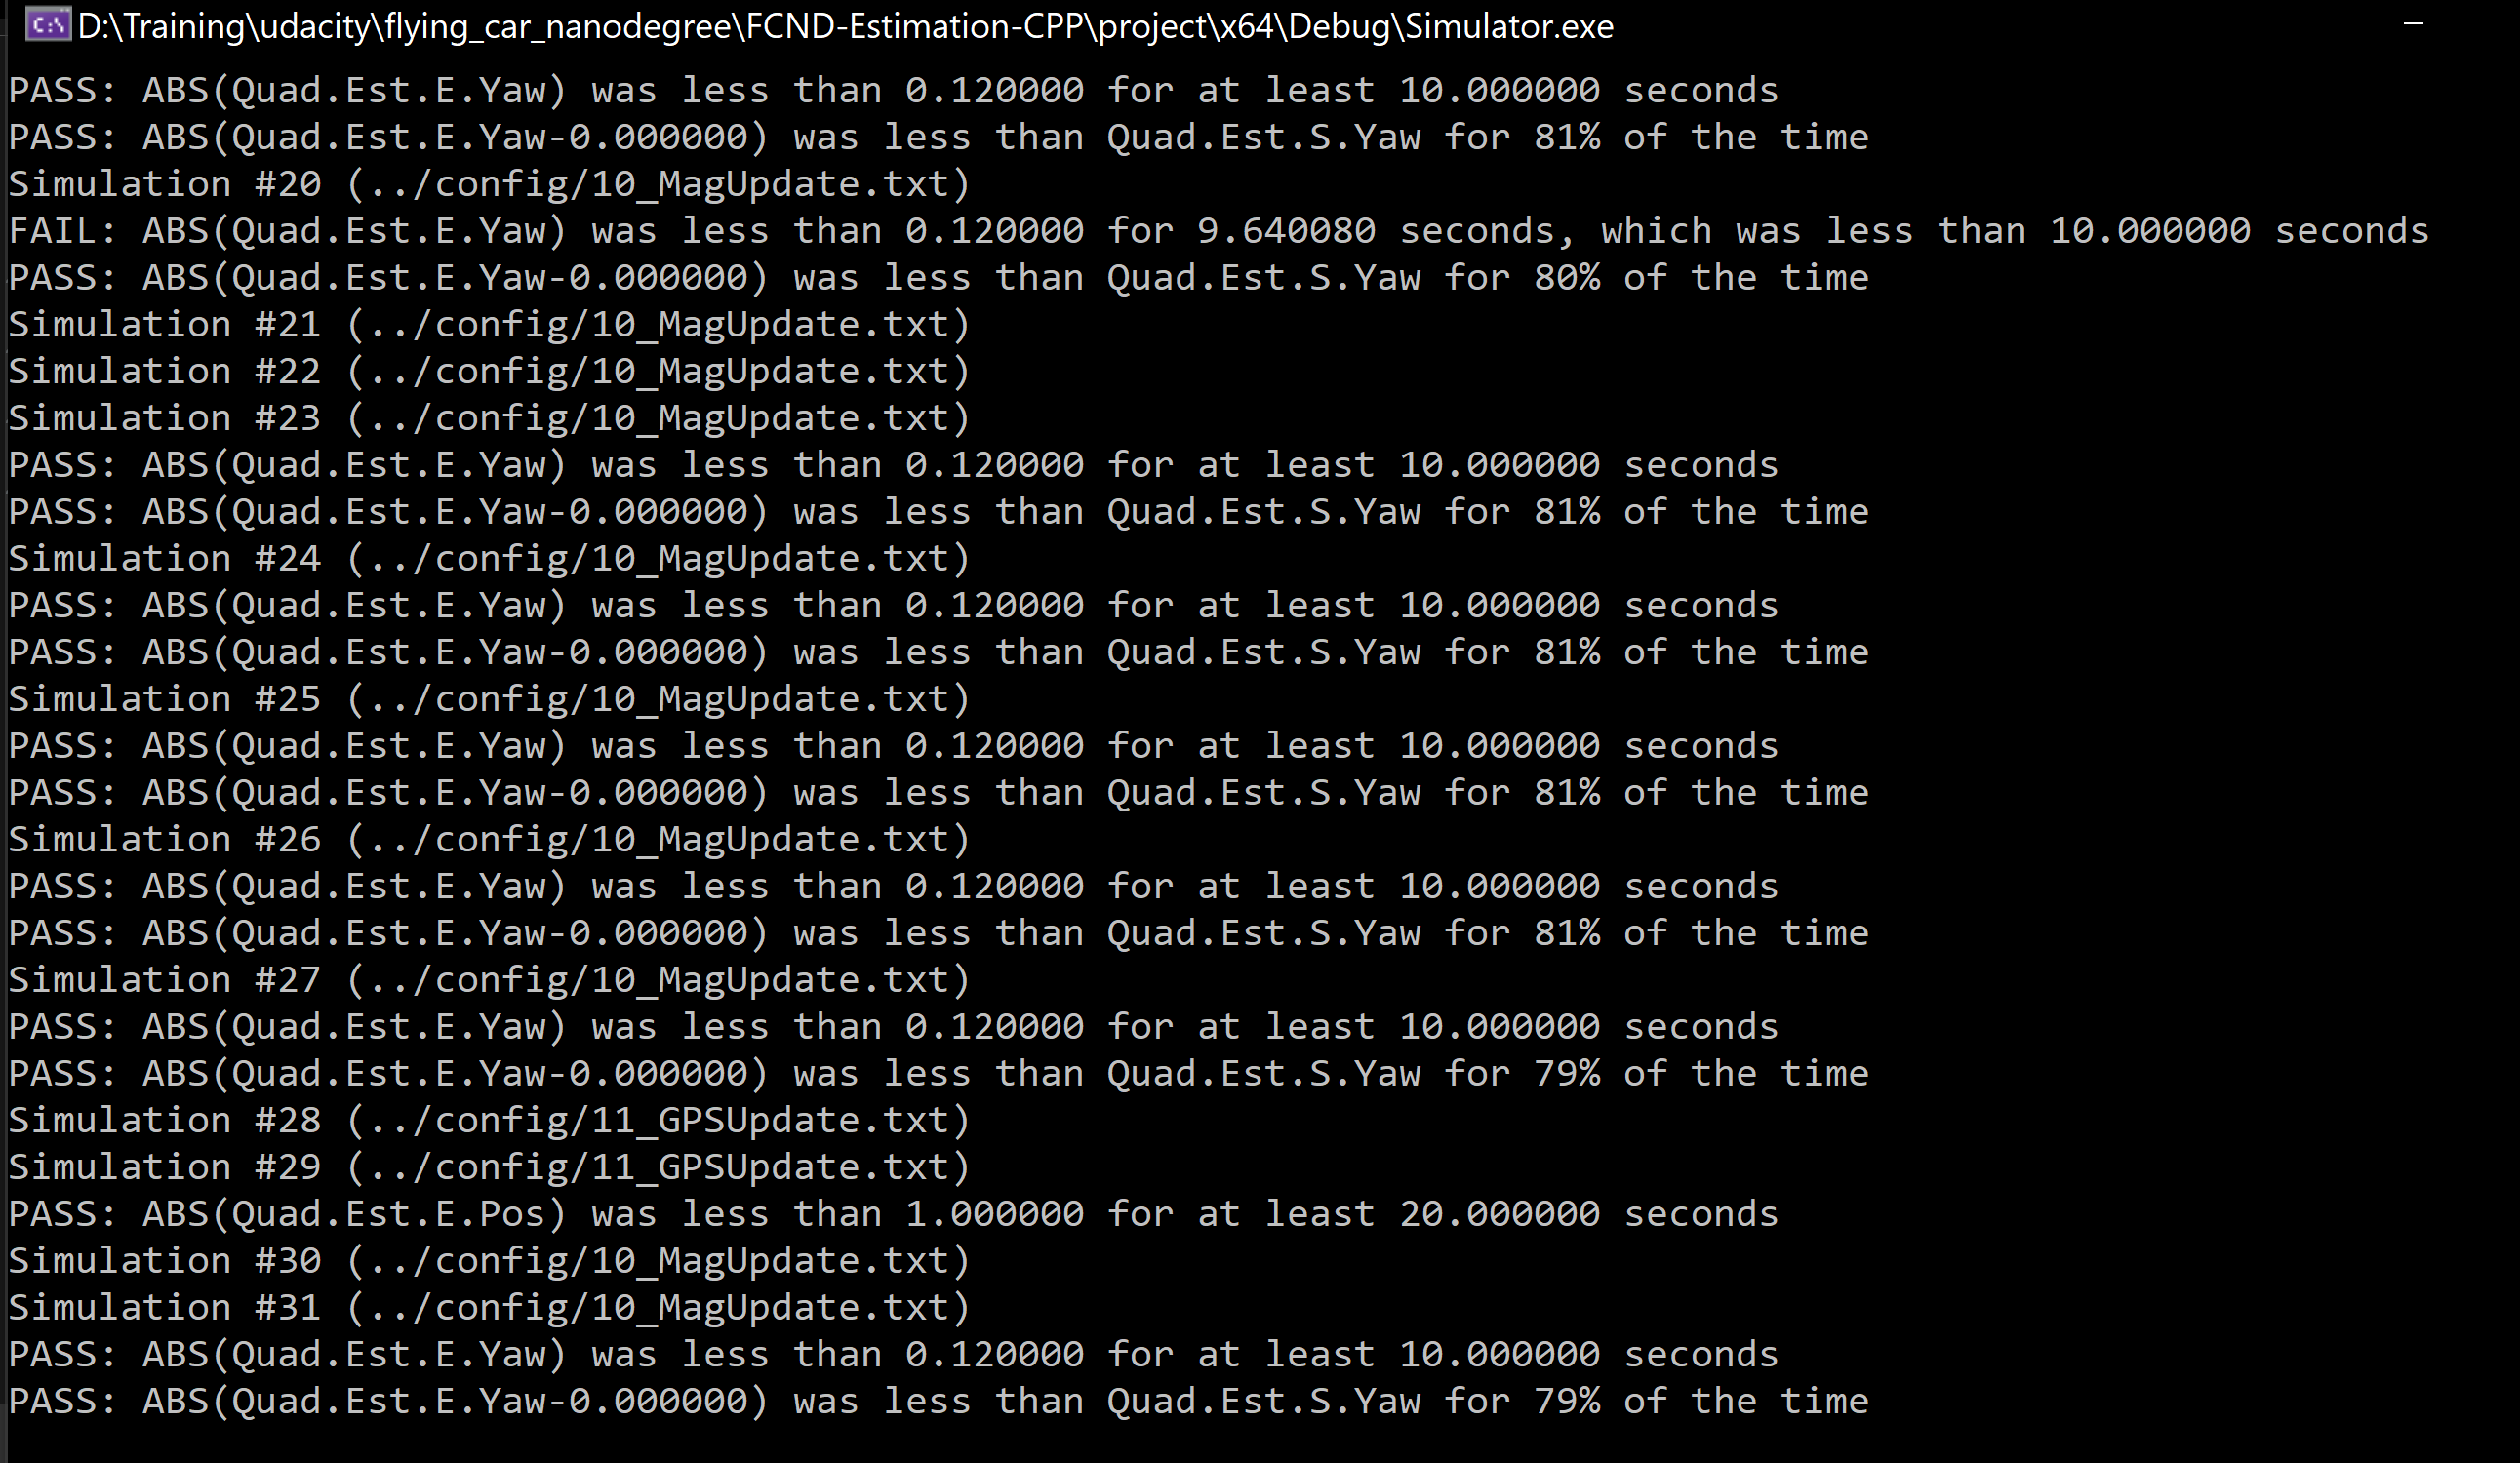 D:\Training\udacity\flying_car_nanodegree\FCND-Estimation-CPP\project\x64\Debug\Simulator.exe
PASS: ABS(Quad.Est.E.Yaw) was less than 0.120000 for at least 10.000000 seconds
PASS: ABS(Quad.Est.E.Yaw-0.000000) was less than Quad.Est.S.Yaw for 81% of the time
Simulation #20 (../config/10_MagUpdate.txt)
FAIL: ABS(Quad.Est.E.Yaw) was less than 0.120000 for 9.640080 seconds, which was less than 10.000000 seconds
PASS: ABS(Quad.Est.E.Yaw-0.000000) was less than Quad.Est.S.Yaw for 80% of the time
Simulation #21 (../config/10_MagUpdate.txt)
Simulation #22 (../config/10_MagUpdate.txt)
Simulation #23 (../config/10_MagUpdate.txt)
PASS: ABS(Quad.Est.E.Yaw) was less than 0.120000 for at least 10.000000 seconds
PASS: ABS(Quad.Est.E.Yaw-0.000000) was less than Quad.Est.S.Yaw for 81% of the time
Simulation #24 (../config/10_MagUpdate.txt)
PASS: ABS(Quad.Est.E.Yaw) was less than 0.120000 for at least 10.000000 seconds
PASS: ABS(Quad.Est.E.Yaw-0.000000) was less than Quad.Est.S.Yaw for 81% of the time
Simulation #25 (../config/10_MagUpdate.txt)
PASS: ABS(Quad.Est.E.Yaw) was less than 0.120000 for at least 10.000000 seconds
PASS: ABS(Quad.Est.E.Yaw-0.000000) was less than Quad.Est.S.Yaw for 81% of the time
Simulation #26 (../config/10_MagUpdate.txt)
PASS: ABS(Quad.Est.E.Yaw) was less than 0.120000 for at least 10.000000 seconds
PASS: ABS(Quad.Est.E.Yaw-0.000000) was less than Quad.Est.S.Yaw for 81% of the time
Simulation #27 (../config/10_MagUpdate.txt)
PASS: ABS(Quad.Est.E.Yaw) was less than 0.120000 for at least 10.000000 seconds
PASS: ABS(Quad.Est.E.Yaw-0.000000) was less than Quad.Est.S.Yaw for 79% of the time
Simulation #28 (../config/11_GPSUpdate.txt)
Simulation #29 (../config/11_GPSUpdate.txt)
PASS: ABS(Quad.Est.E.Pos) was less than 1.000000 for at least 20.000000 seconds
Simulation #30 (../config/10_MagUpdate.txt)
Simulation #31 (../config/10_MagUpdate.txt)
PASS: ABS(Quad.Est.E.Yaw) was less than 0.120000 for at least 10.000000 seconds
PASS: ABS(Quad.Est.E.Yaw-0.000000) was less than Quad.Est.S.Yaw for 79% of the time